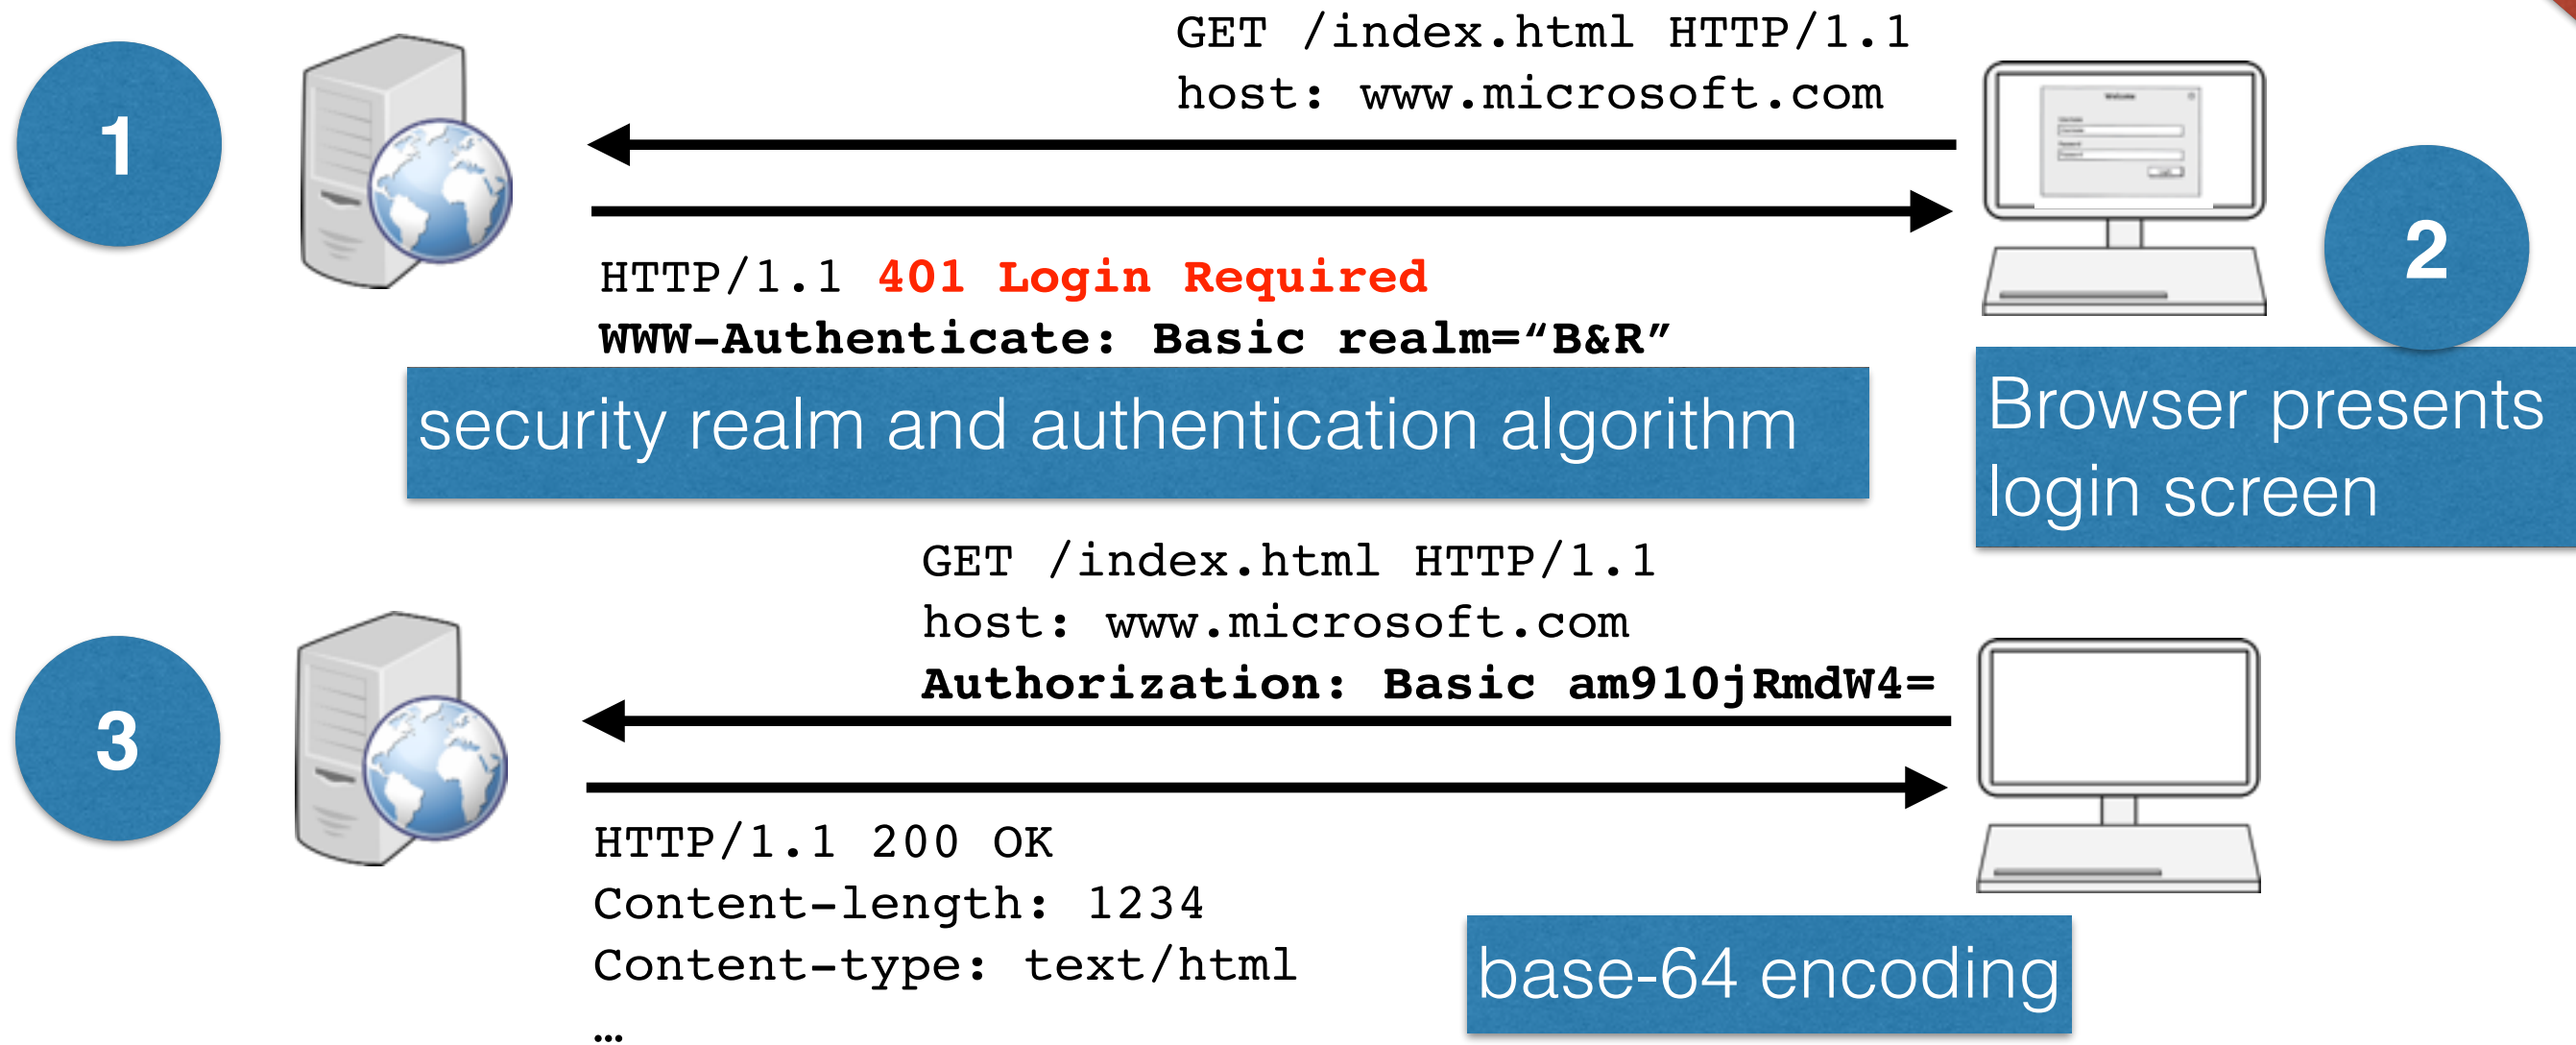 1
GET /index.html HTTP/1.1
host: www.microsoft.com
Welcome
2
HTTP/1.1 401 Login Required
WWW-Authenticate: Basic realm=“B&R”
security realm and authentication algorithm
Browser presents
login screen
3
GET /index.html HTTP/1.1
host: www.microsoft.com
Authorization: Basic am910jRmdW4=
HTTP/1.1 200 OK
Content-length: 1234
Content-type: text/html
…
base-64 encoding